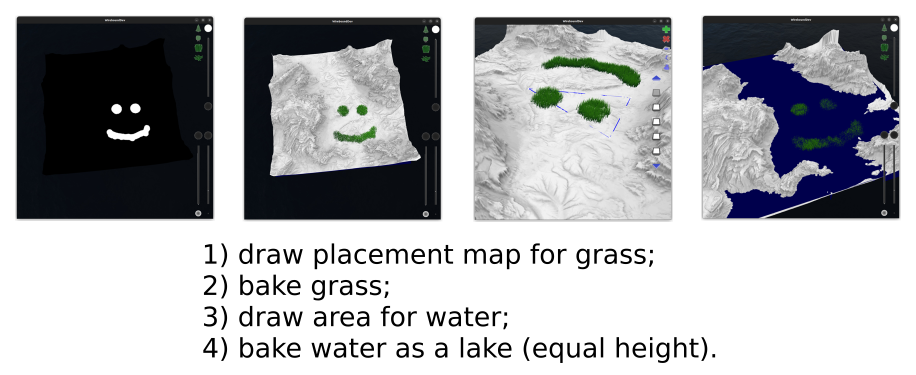 1) draw placement map for grass;
2) bake grass;
3) draw area for water;
4) bake water as a lake (equal height).